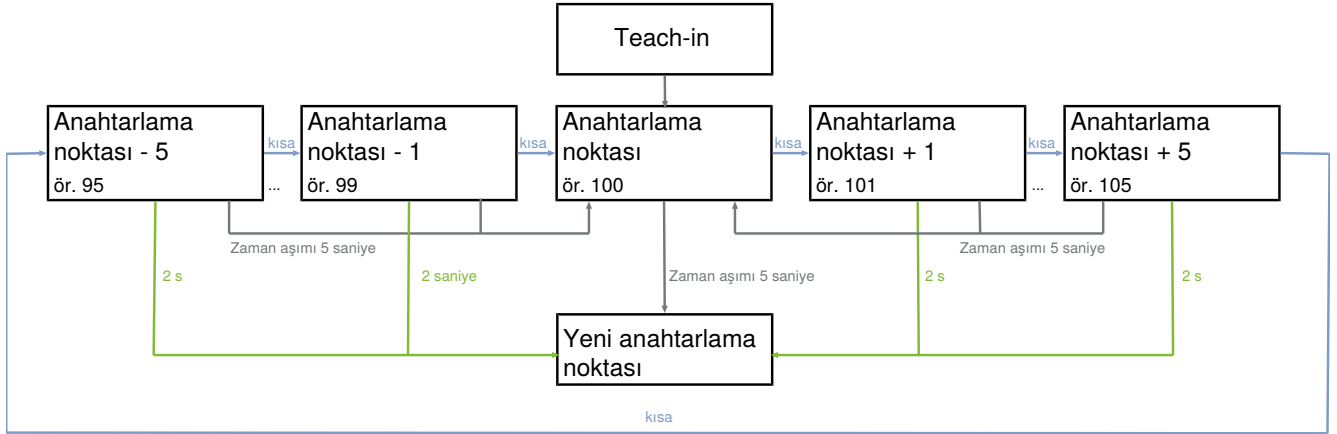 Teach-in
Anahtarlama
noktası - 5
ör. 95
kısa
...
Anahtarlama
noktası - 1
ör. 99
kısa
Anahtarlama
noktası
ör. 100
kısa
Anahtarlama
noktası + 1
ör. 101
kısa
...
Anahtarlama
noktası + 5
ör. 105
Zaman aşımı 5 saniye
Zaman aşımı 5 saniye
2 s
2 saniye
Zaman aşımı 5 saniye
2 s
2 s
Yeni anahtarlama
noktası
kısa